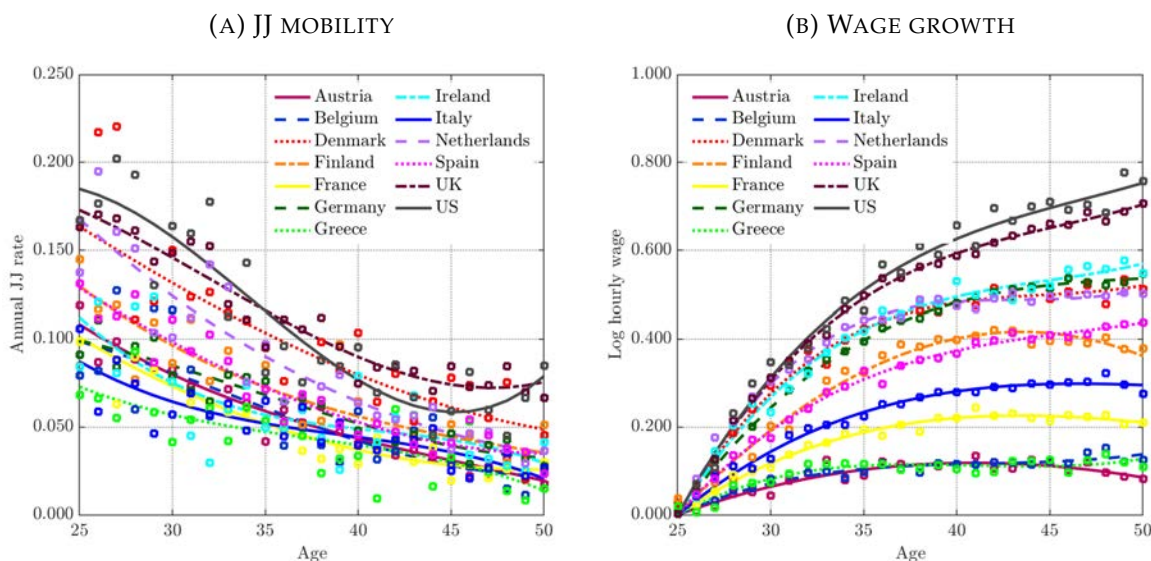 (A) JJ MOBILITY
0.250
0.200
0.150
0.100
0.050
0.000
Annual JJ rate
Austria
Belgium
Denmark
Finland
France
Germany
Greece
Ireland
Italy
Netherlands
Spain
UK
US
25
30
35
40
45
50
Age
(B) WAGE GROWTH
1.000
0.800
0.600
0.400
0.200
0.000
Log hourly wage
Austria
Belgium
Denmark
Finland
France
Germany
Greece
Ireland
Italy
Netherlands
Spain
UK
US
25
30
35
40
45
50
Age